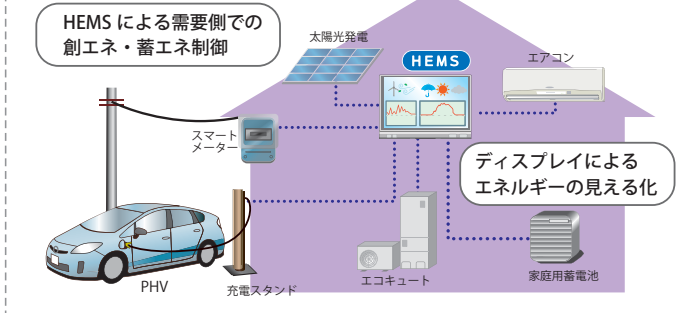 HEMS による需要側での
創エネ・蓄エネ制御
太陽光発電
HEMS
エアコン
スマート
メーター
ディスプレイによる
エネルギーの見える化
PHV
充電スタンド
エコキュート
家庭用蓄電池